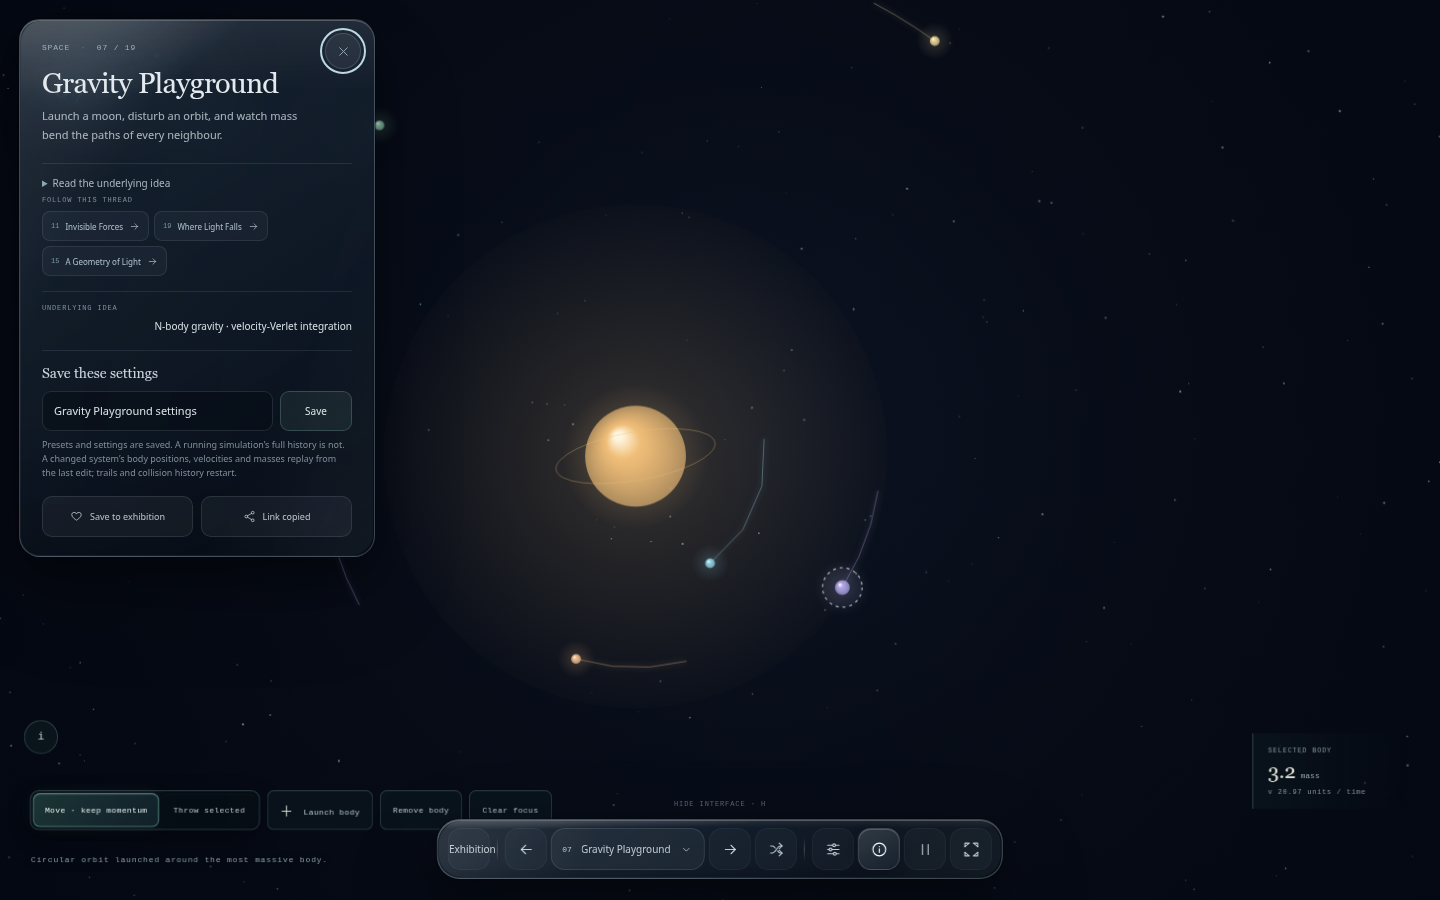 SPACE · 07 / 19
Gravity Playground
Launch a moon, disturb an orbit, and watch mass
bend the paths of every neighbour.
Read the underlying idea
FOLLOW THIS THREAD
11 Invisible Forces →
19 Where Light Falls →
15 A Geometry of Light →
UNDERLYING IDEA
N-body gravity · velocity-Verlet integration
Save these settings
Gravity Playground settings
Save
Presets and settings are saved. A running simulation's full history is not.
A changed system's body positions, velocities and masses replay from
the last edit; trails and collision history restart.
Save to exhibition
Link copied
i
SELECTED BODY
3.2 mass
v 20.97 units / time
Move · keep momentum
Throw selected
Launch body
Remove body
Clear focus
HIDE INTERFACE · H
Exhibition
07 Gravity Playground
Circular orbit launched around the most massive body.